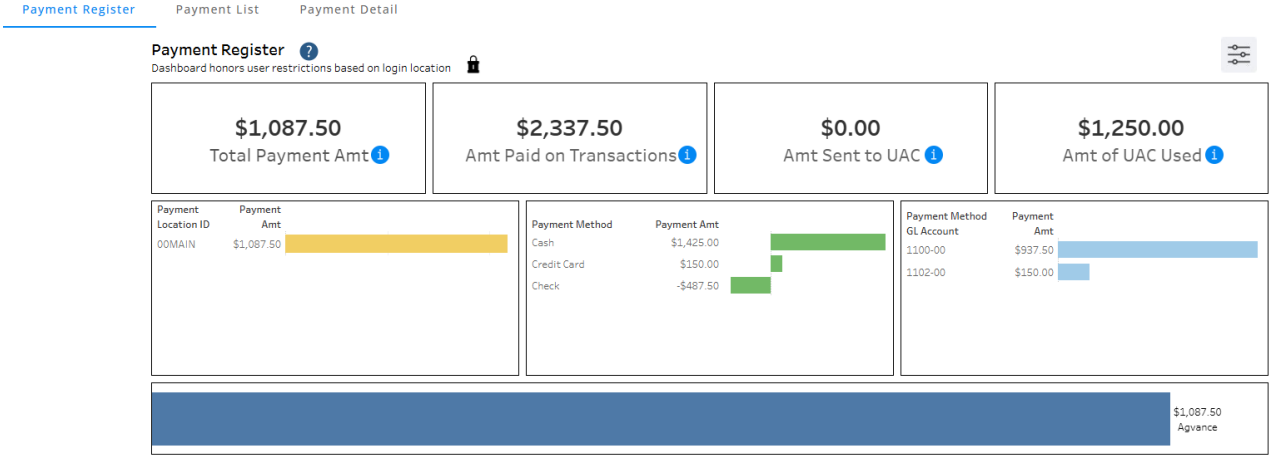 Payment Register Payment List Payment Detail
Payment Register ?
Dashboard honors user restrictions based on login location
$1,087.50
Total Payment Amt i
$2,337.50
Amt Paid on Transactions i
$0.00
Amt Sent to UAC i
$1,250.00
Amt of UAC Used i
Payment Payment
Location ID Amt
00MAIN $1,087.50
Payment Method Payment Amt
Cash $1,425.00
Credit Card $150.00
Check -$487.50
Payment Method Payment
GL Account Amt
1100-00 $937.50
1102-00 $150.00
$1,087.50
Agvance